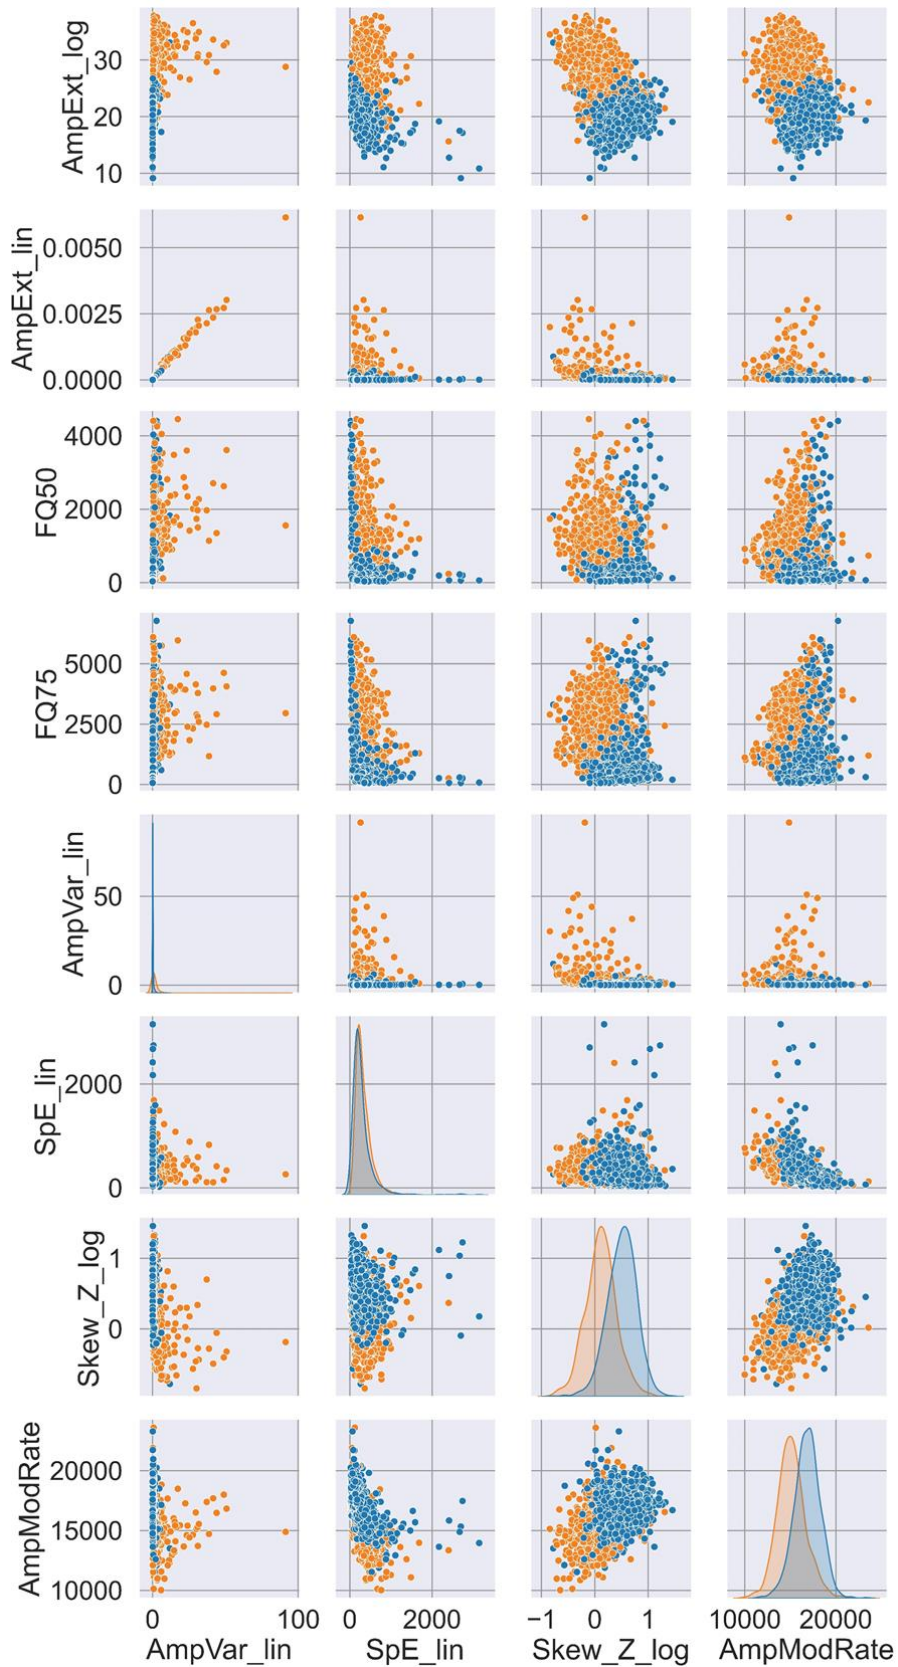 AmpExt_log
30
20
10
AmpExt_lin
0.0050
0.0025
0.0000
FQ50
4000
2000
0
FQ75
5000
2500
0
AmpVar_lin
50
0
SpE_lin
2000
0
Skew_Z_log
1
0
AmpModRate
20000
15000
10000
0 100 0 2000 −1 0 1 10000 20000
AmpVar_lin SpE_lin Skew_Z_log AmpModRate